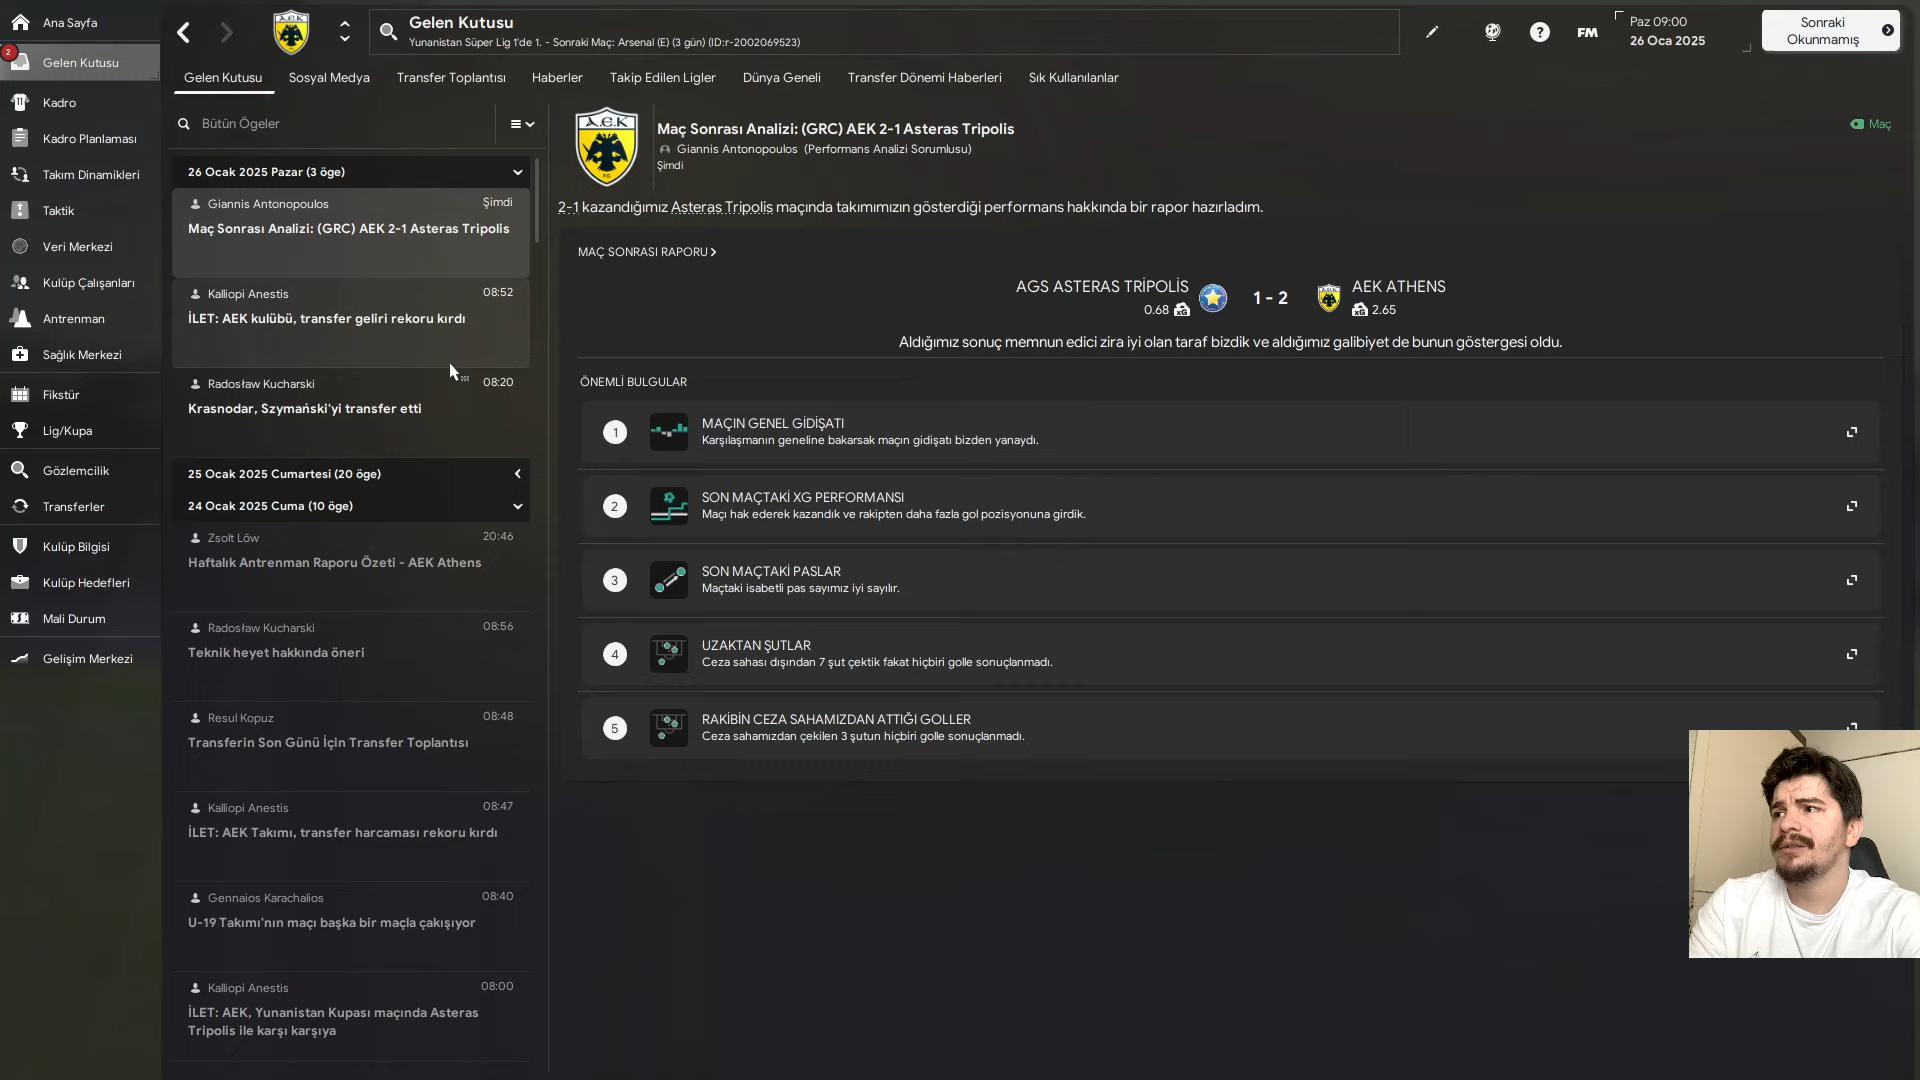 Ana Sayfa
2
Gelen Kutusu
Kadro
Kadro Planlaması
Takım Dinamikleri
Taktik
Veri Merkezi
Kulüp Çalışanları
Antrenman
Sağlık Merkezi
Fikstür
Lig/Kupa
Gözlemcilik
Transferler
Kulüp Bilgisi
Kulüp Hedefleri
Mali Durum
Gelişim Merkezi
Gelen Kutusu
Yunanistan Süper Lig 1'de 1. - Sonraki Maç: Arsenal (E) (3 gün) (ID:r-2002069523)
FM
Paz 09:00
26 Oca 2025
Sonraki
Okunmamış
Gelen Kutusu Sosyal Medya Transfer Toplantısı Haberler Takip Edilen Ligler Dünya Geneli Transfer Dönemi Haberleri Sık Kullanılanlar
Bütün Ögeler
26 Ocak 2025 Pazar (3 öge)
Giannis Antonopoulos Şimdi
Maç Sonrası Analizi: (GRC) AEK 2-1 Asteras Tripolis
Kalliopi Anestis 08:52
İLET: AEK kulübü, transfer geliri rekoru kırdı
Radosław Kucharski 08:20
Krasnodar, Szymański'yi transfer etti
25 Ocak 2025 Cumartesi (20 öge)
24 Ocak 2025 Cuma (10 öge)
Zsolt Lőw 20:46
Haftalık Antrenman Raporu Özeti - AEK Athens
Radosław Kucharski 08:56
Teknik heyet hakkında öneri
Resul Kopuz 08:48
Transferin Son Günü İçin Transfer Toplantısı
Kalliopi Anestis 08:47
İLET: AEK Takımı, transfer harcaması rekoru kırdı
Gennaios Karachalios 08:40
U-19 Takımı'nın maçı başka bir maçla çakışıyor
Kalliopi Anestis 08:00
İLET: AEK, Yunanistan Kupası maçında Asteras
Tripolis ile karşı karşıya
Maç Sonrası Analizi: (GRC) AEK 2-1 Asteras Tripolis
Giannis Antonopoulos (Performans Analizi Sorumlusu)
Şimdi
Maç
2-1 kazandığımız Asteras Tripolis maçında takımımızın gösterdiği performans hakkında bir rapor hazırladım.
MAÇ SONRASI RAPORU
AGS ASTERAS TRİPOLİS 1 - 2 AEK ATHENS
0.68 xG xG 2.65
Aldığımız sonuç memnun edici zira iyi olan taraf bizdik ve aldığımız galibiyet de bunun göstergesi oldu.
ÖNEMLİ BULGULAR
1 MAÇIN GENEL GİDİŞATI
Karşılaşmanın geneline bakarsak maçın gidişatı bizden yanaydı.
2 SON MAÇTAKİ XG PERFORMANSI
Maçı hak ederek kazandık ve rakipten daha fazla gol pozisyonuna girdik.
3 SON MAÇTAKİ PASLAR
Maçtaki isabetli pas sayımız iyi sayılır.
4 UZAKTAN ŞUTLAR
Ceza sahası dışından 7 şut çektik fakat hiçbiri golle sonuçlanmadı.
5 RAKİBİN CEZA SAHAMIZDAN ATTIĞI GOLLER
Ceza sahamızdan çekilen 3 şutun hiçbiri golle sonuçlanmadı.